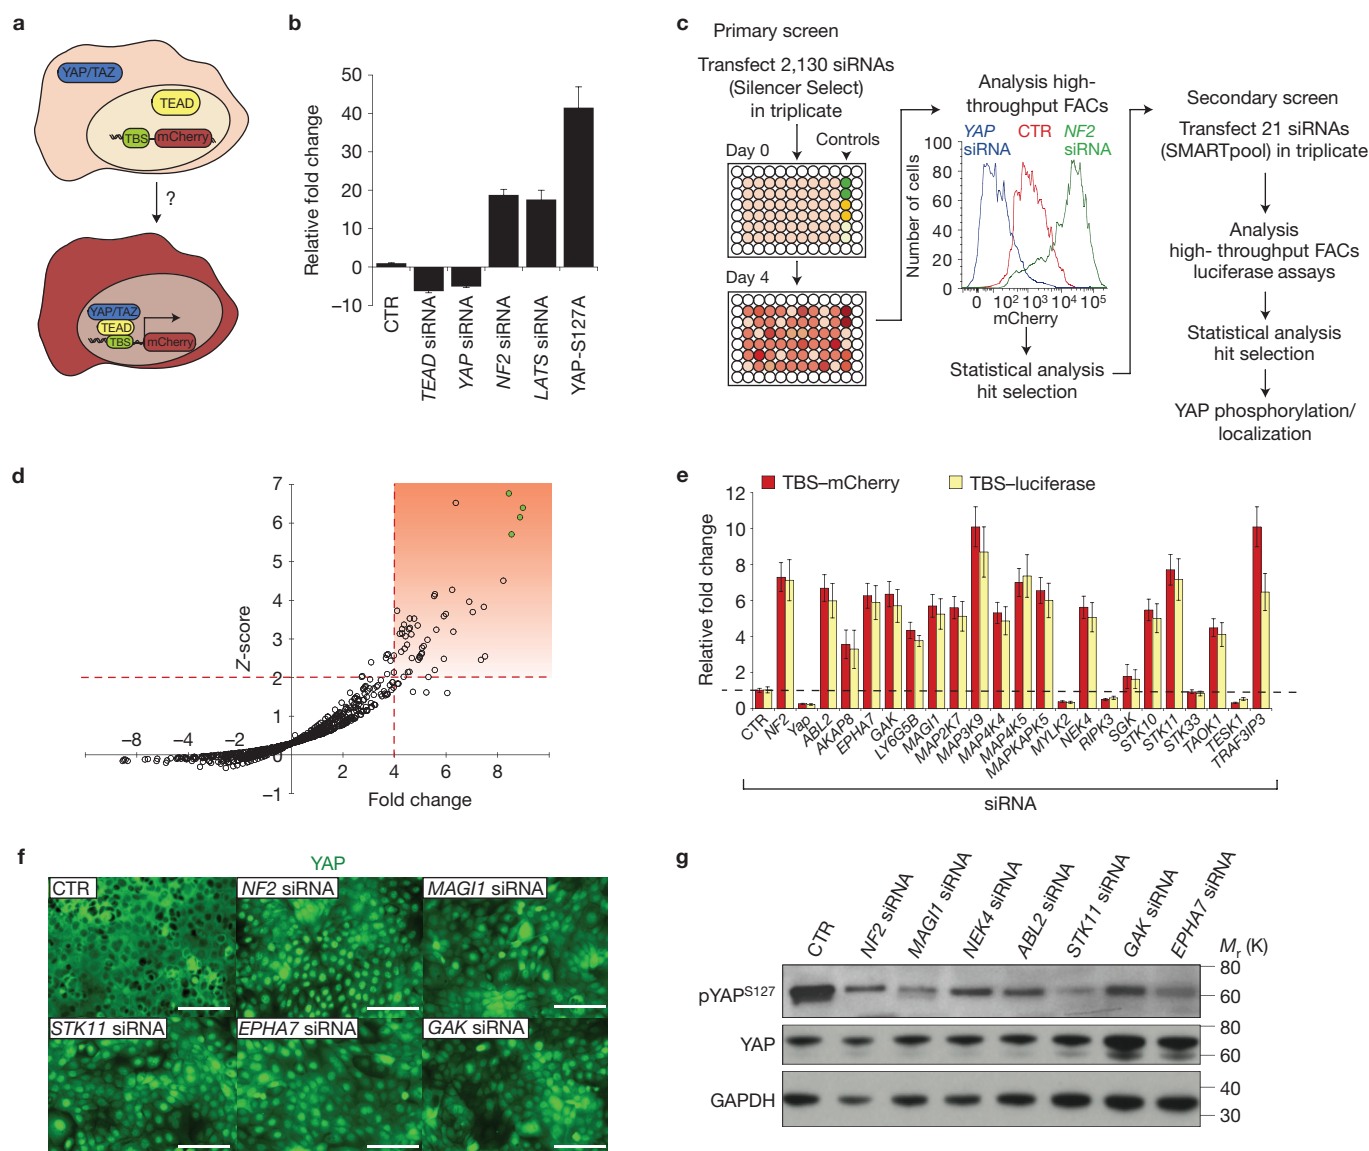 a
YAP/TAZ
TEAD
TBS
mCherry
?
YAP/TAZ
TEAD
TBS
mCherry
b
Relative fold change
50
40
30
20
10
0
–10
CTR
TEAD siRNA
YAP siRNA
NF2 siRNA
LATS siRNA
YAP-S127A
c
Primary screen
Transfect 2,130 siRNAs
(Silencer Select)
in triplicate
Controls
Day 0
Day 4
Analysis high-
throughput FACs
YAP siRNA
CTR
NF2 siRNA
Number of cells
100
80
60
40
20
0
0 10² 10³ 10⁴ 10⁵
mCherry
Statistical analysis
hit selection
Secondary screen
Transfect 21 siRNAs
(SMARTpool) in triplicate
Analysis
high- throughput FACs
luciferase assays
Statistical analysis
hit selection
YAP phosphorylation/
localization
d
Z-score
7
6
5
4
3
2
1
0
–1
–8 –4 –2
2 4 6 8
Fold change
e
TBS–mCherry
TBS–luciferase
Relative fold change
12
10
8
6
4
2
0
CTR
NF2
Yap
ABL2
AKAP8
EPHA7
GAK
LY6G5B
MAGI1
MAP2K7
MAP3K9
MAP4K4
MAP4K5
MAPKAPK5
MYLK2
NEK4
RIPK3
SGK
STK10
STK11
STK33
TAOK1
TESK1
TRAF3IP3
siRNA
f
YAP
CTR
NF2 siRNA
MAGI1 siRNA
STK11 siRNA
EPHA7 siRNA
GAK siRNA
g
CTR
NF2 siRNA
MAGI1 siRNA
NEK4 siRNA
ABL2 siRNA
STK11 siRNA
GAK siRNA
EPHA7 siRNA
Mr (K)
pYAPS127
80
60
YAP
80
60
GAPDH
40
30